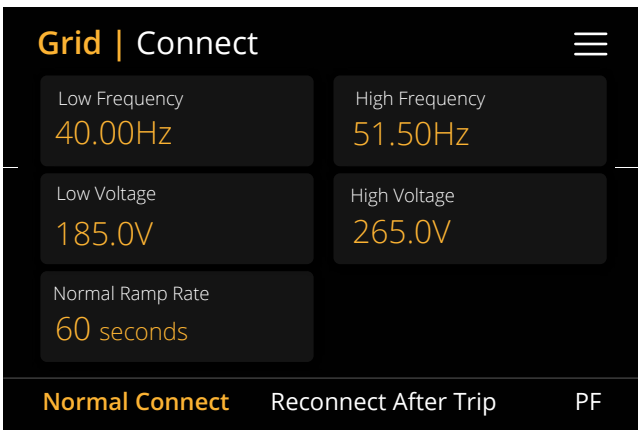 Grid | Connect
Low Frequency
40.00Hz
High Frequency
51.50Hz
Low Voltage
185.0V
High Voltage
265.0V
Normal Ramp Rate
60 seconds
Normal Connect Reconnect After Trip PF